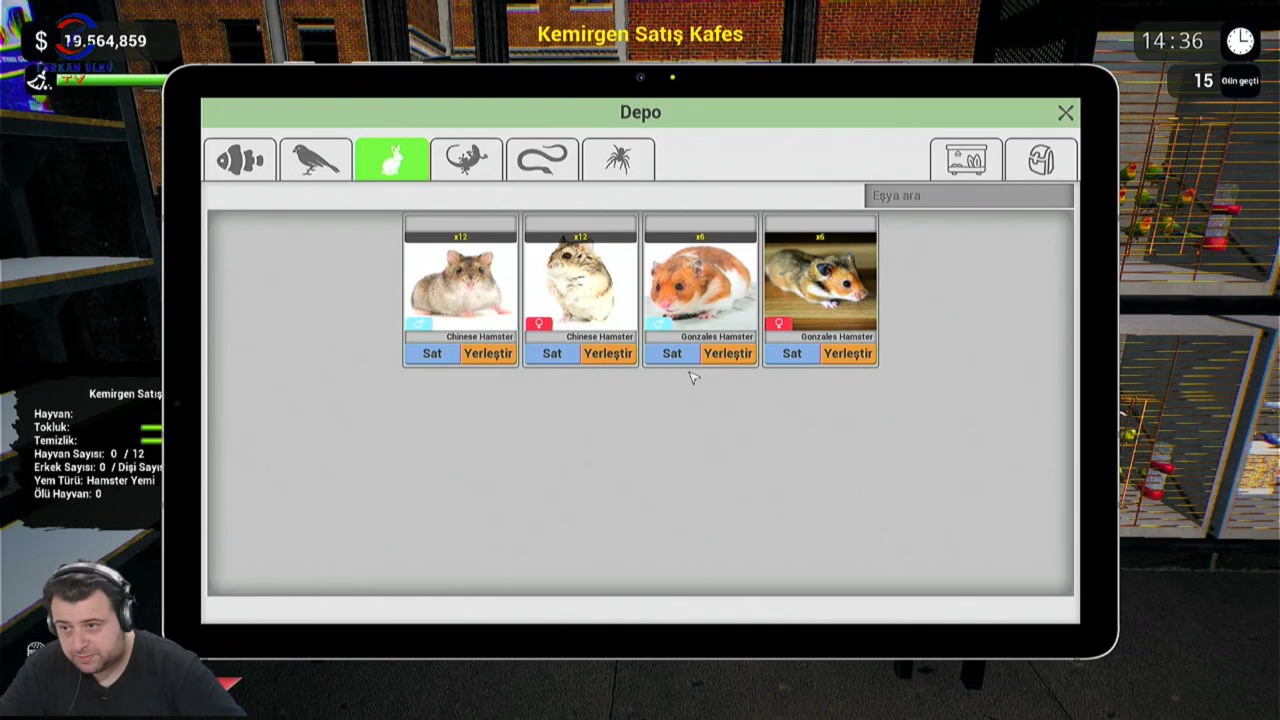 $ 19,564,859
Kemirgen Satış Kafes
14:36
15 Gün geçti
Depo
Eşya ara
x12
x12
x6
x6
Chinese Hamster
Chinese Hamster
Gonzales Hamster
Gonzales Hamster
Sat Yerleştir
Sat Yerleştir
Sat Yerleştir
Sat Yerleştir
Kemirgen Satış
Hayvan:
Tokluk:
Temizlik:
Hayvan Sayısı: 0 / 12
Erkek Sayısı: 0 / Dişi Sayıs
Yem Türü: Hamster Yemi
Ölü Hayvan: 0